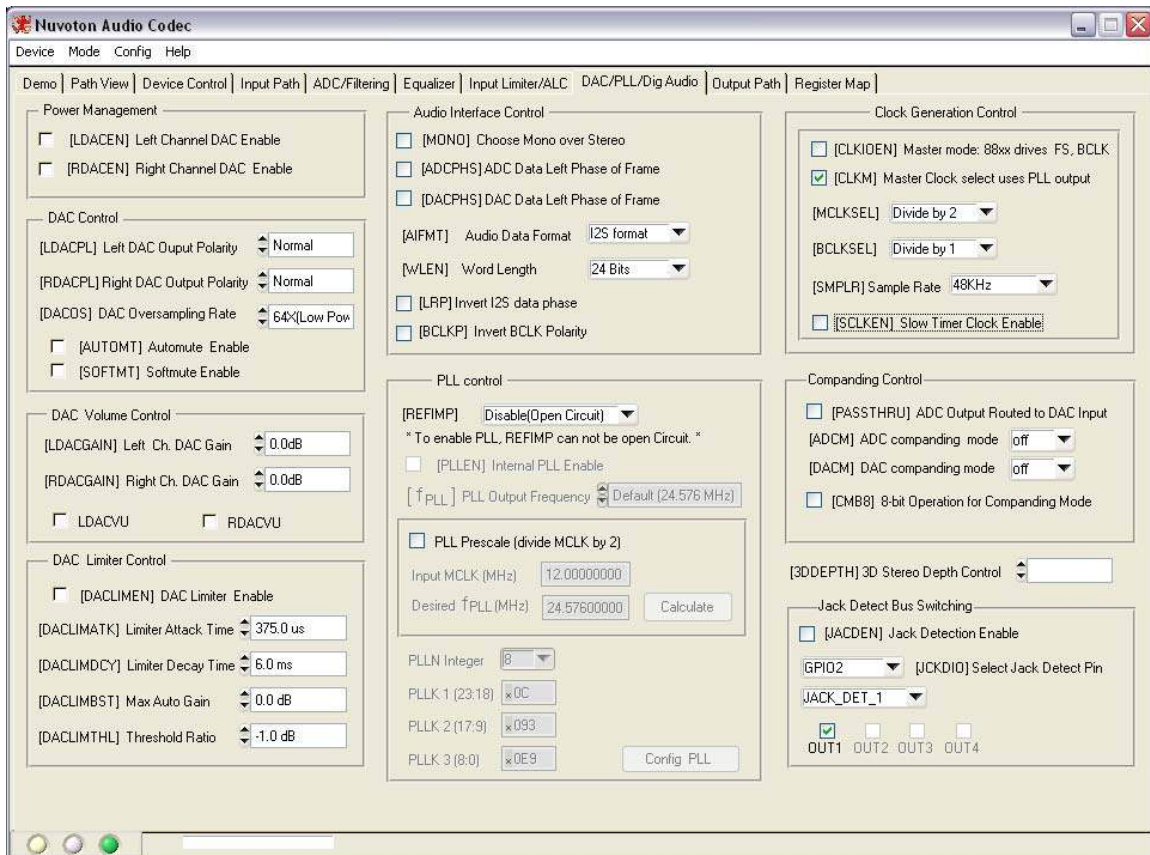 Nuvoton Audio Codec
Device Mode Config Help
Demo Path View Device Control Input Path ADC/Filtering Equalizer Input Limiter/ALC DAC/PLL/Dig Audio Output Path Register Map
Power Management
[LDACEN] Left Channel DAC Enable
[RDACEN] Right Channel DAC Enable
DAC Control
[LDACPL] Left DAC Ouput Polarity Normal
[RDACPL] Right DAC Output Polarity Normal
[DACOS] DAC Oversampling Rate 64X(Low Pow
[AUTOMT] Automute Enable
[SOFTMT] Softmute Enable
DAC Volume Control
[LDACGAIN] Left Ch. DAC Gain 0.0dB
[RDACGAIN] Right Ch. DAC Gain 0.0dB
LDACVU RDACVU
DAC Limiter Control
[DACLIMEN] DAC Limiter Enable
[DACLIMATK] Limiter Attack Time 375.0 us
[DACLIMDCY] Limiter Decay Time 6.0 ms
[DACLIMBST] Max Auto Gain 0.0 dB
[DACLIMTHL] Threshold Ratio -1.0 dB
Audio Interface Control
[MONO] Choose Mono over Stereo
[ADCPHS] ADC Data Left Phase of Frame
[DACPHS] DAC Data Left Phase of Frame
[AIFMT] Audio Data Format I2S format
[WLEN] Word Length 24 Bits
[LRP] Invert I2S data phase
[BCLKP] Invert BCLK Polarity
PLL control
[REFIMP] Disable(Open Circuit)
* To enable PLL, REFIMP can not be open Circuit. *
[PLLEN] Internal PLL Enable
[fPLL] PLL Output Frequency Default (24.576 MHz)
PLL Prescale (divide MCLK by 2)
Input MCLK (MHz) 12.00000000
Desired fPLL (MHz) 24.57600000 Calculate
PLLN Integer 8
PLLK 1 (23:18) x0C
PLLK 2 (17:9) x093
PLLK 3 (8:0) x0E9 Config PLL
Clock Generation Control
[CLKIOEN] Master mode: 88xx drives FS, BCLK
[CLKM] Master Clock select uses PLL output
[MCLKSEL] Divide by 2
[BCLKSEL] Divide by 1
[SMPLR] Sample Rate 48KHz
[SCLKEN] Slow Timer Clock Enable
Companding Control
[PASSTHRU] ADC Output Routed to DAC Input
[ADCM] ADC companding mode off
[DACM] DAC companding mode off
[CMB8] 8-bit Operation for Companding Mode
[3DDEPTH] 3D Stereo Depth Control
Jack Detect Bus Switching
[JACDEN] Jack Detection Enable
GPIO2 [JCKDIO] Select Jack Detect Pin
JACK_DET_1
OUT1 OUT2 OUT3 OUT4